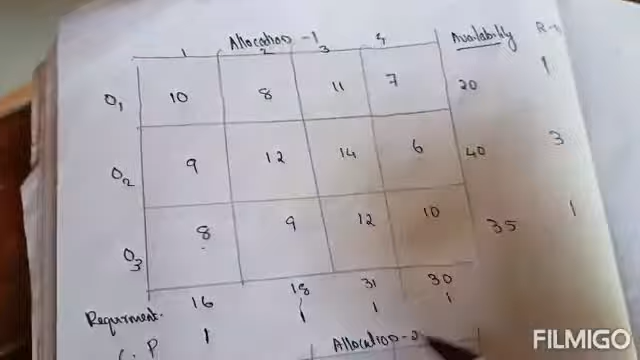 Allocation - 1
1 2 3 4 Availability
O1 10 8 11 7 20 1
O2 9 12 14 6 40 3
O3 8 9 12 10 35 1
Requirment 16 18 31 30
C. P 1 1 1 1
Allocation - 2
FILMIGO